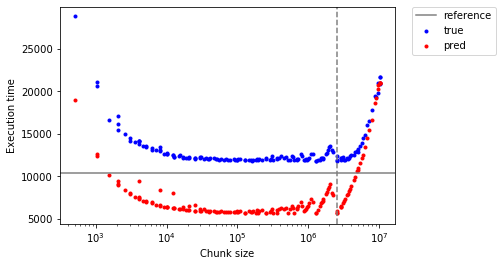 reference
true
pred
25000
20000
15000
10000
5000
Execution time
10³ 10⁴ 10⁵ 10⁶ 10⁷
Chunk size